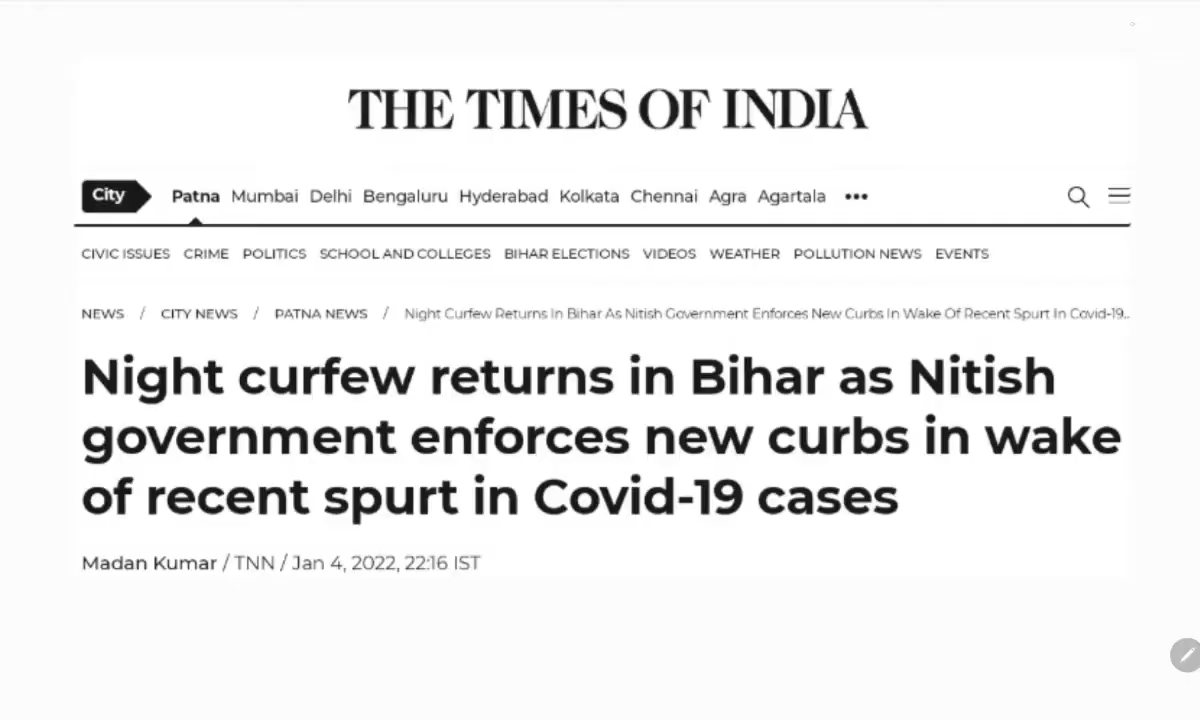 THE TIMES OF INDIA
City Patna Mumbai Delhi Bengaluru Hyderabad Kolkata Chennai Agra Agartala •••
CIVIC ISSUES CRIME POLITICS SCHOOL AND COLLEGES BIHAR ELECTIONS VIDEOS WEATHER POLLUTION NEWS EVENTS
NEWS / CITY NEWS / PATNA NEWS / Night Curfew Returns In Bihar As Nitish Government Enforces New Curbs In Wake Of Recent Spurt In Covid-19...
Night curfew returns in Bihar as Nitish
government enforces new curbs in wake
of recent spurt in Covid-19 cases
Madan Kumar / TNN / Jan 4, 2022, 22:16 IST